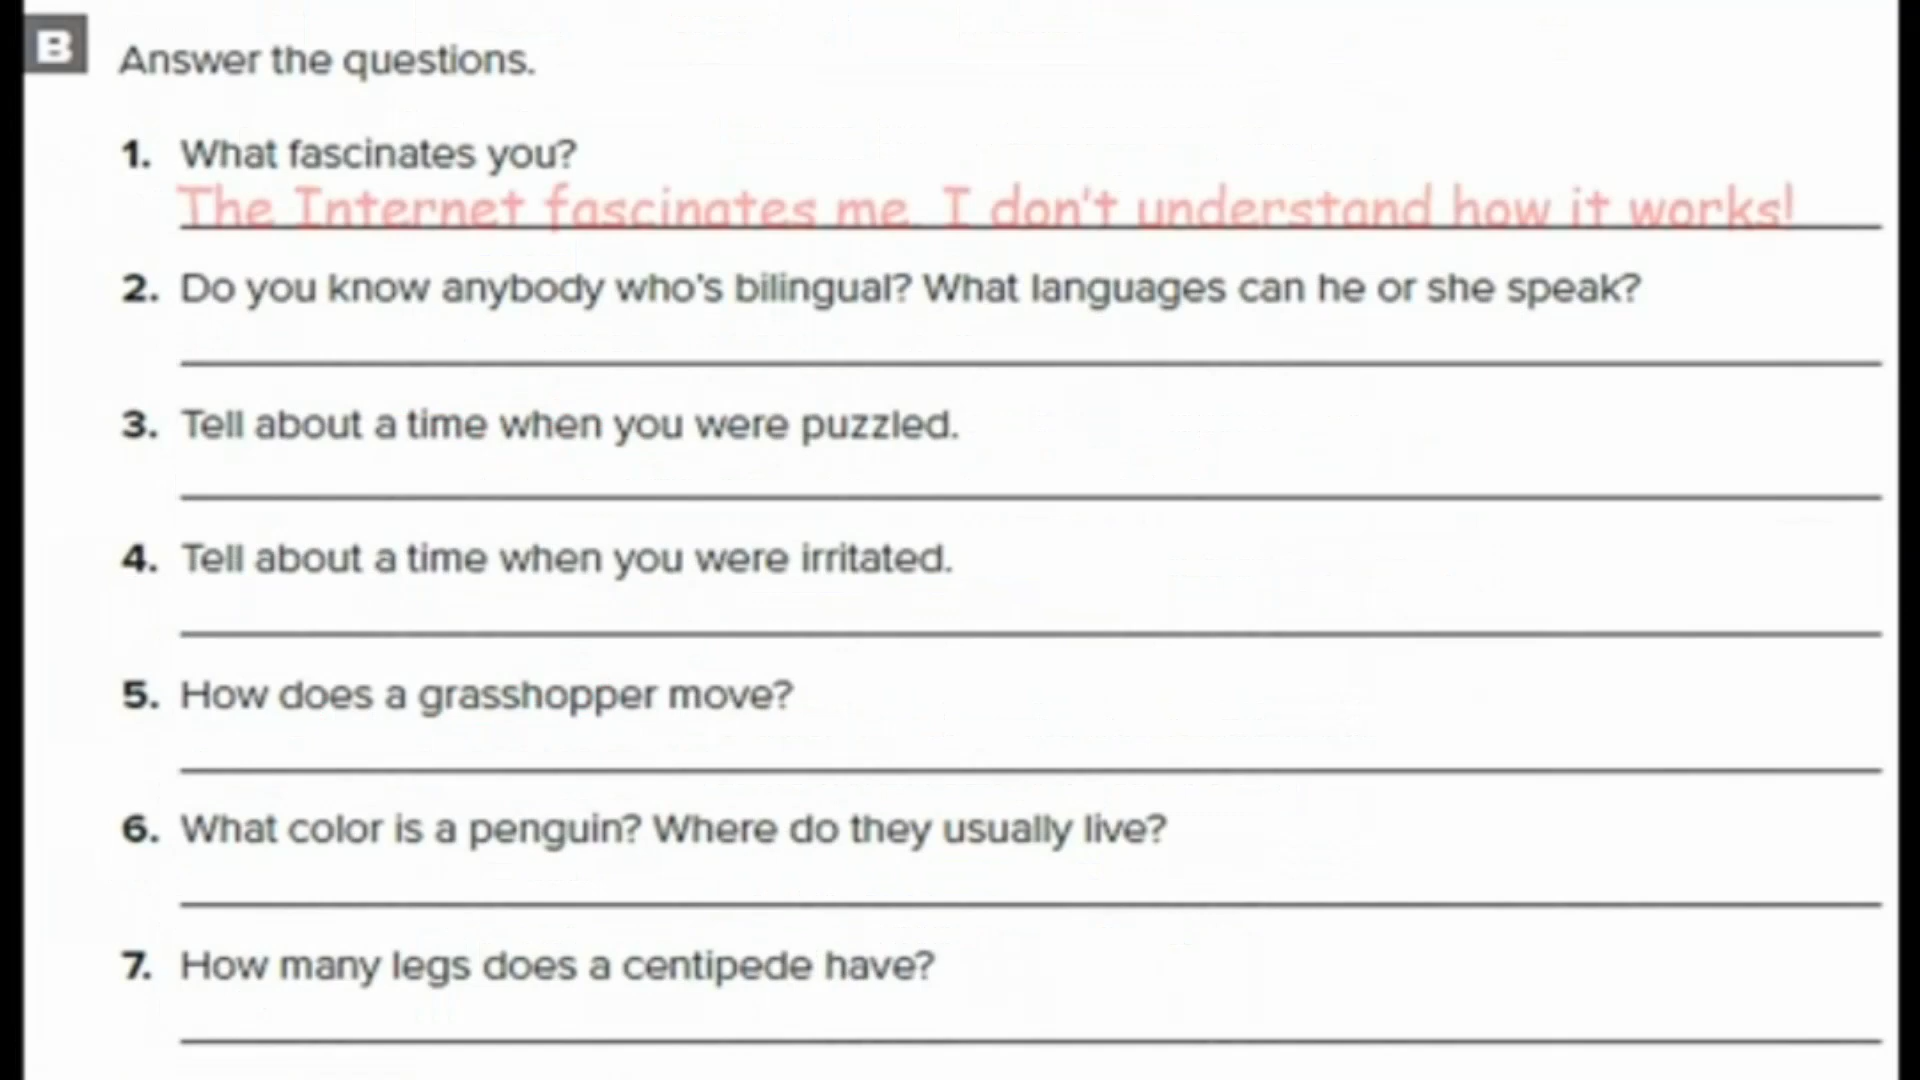 B Answer the questions.
1. What fascinates you?
The Internet fascinates me. I don't understand how it works!
2. Do you know anybody who's bilingual? What languages can he or she speak?
3. Tell about a time when you were puzzled.
4. Tell about a time when you were irritated.
5. How does a grasshopper move?
6. What color is a penguin? Where do they usually live?
7. How many legs does a centipede have?